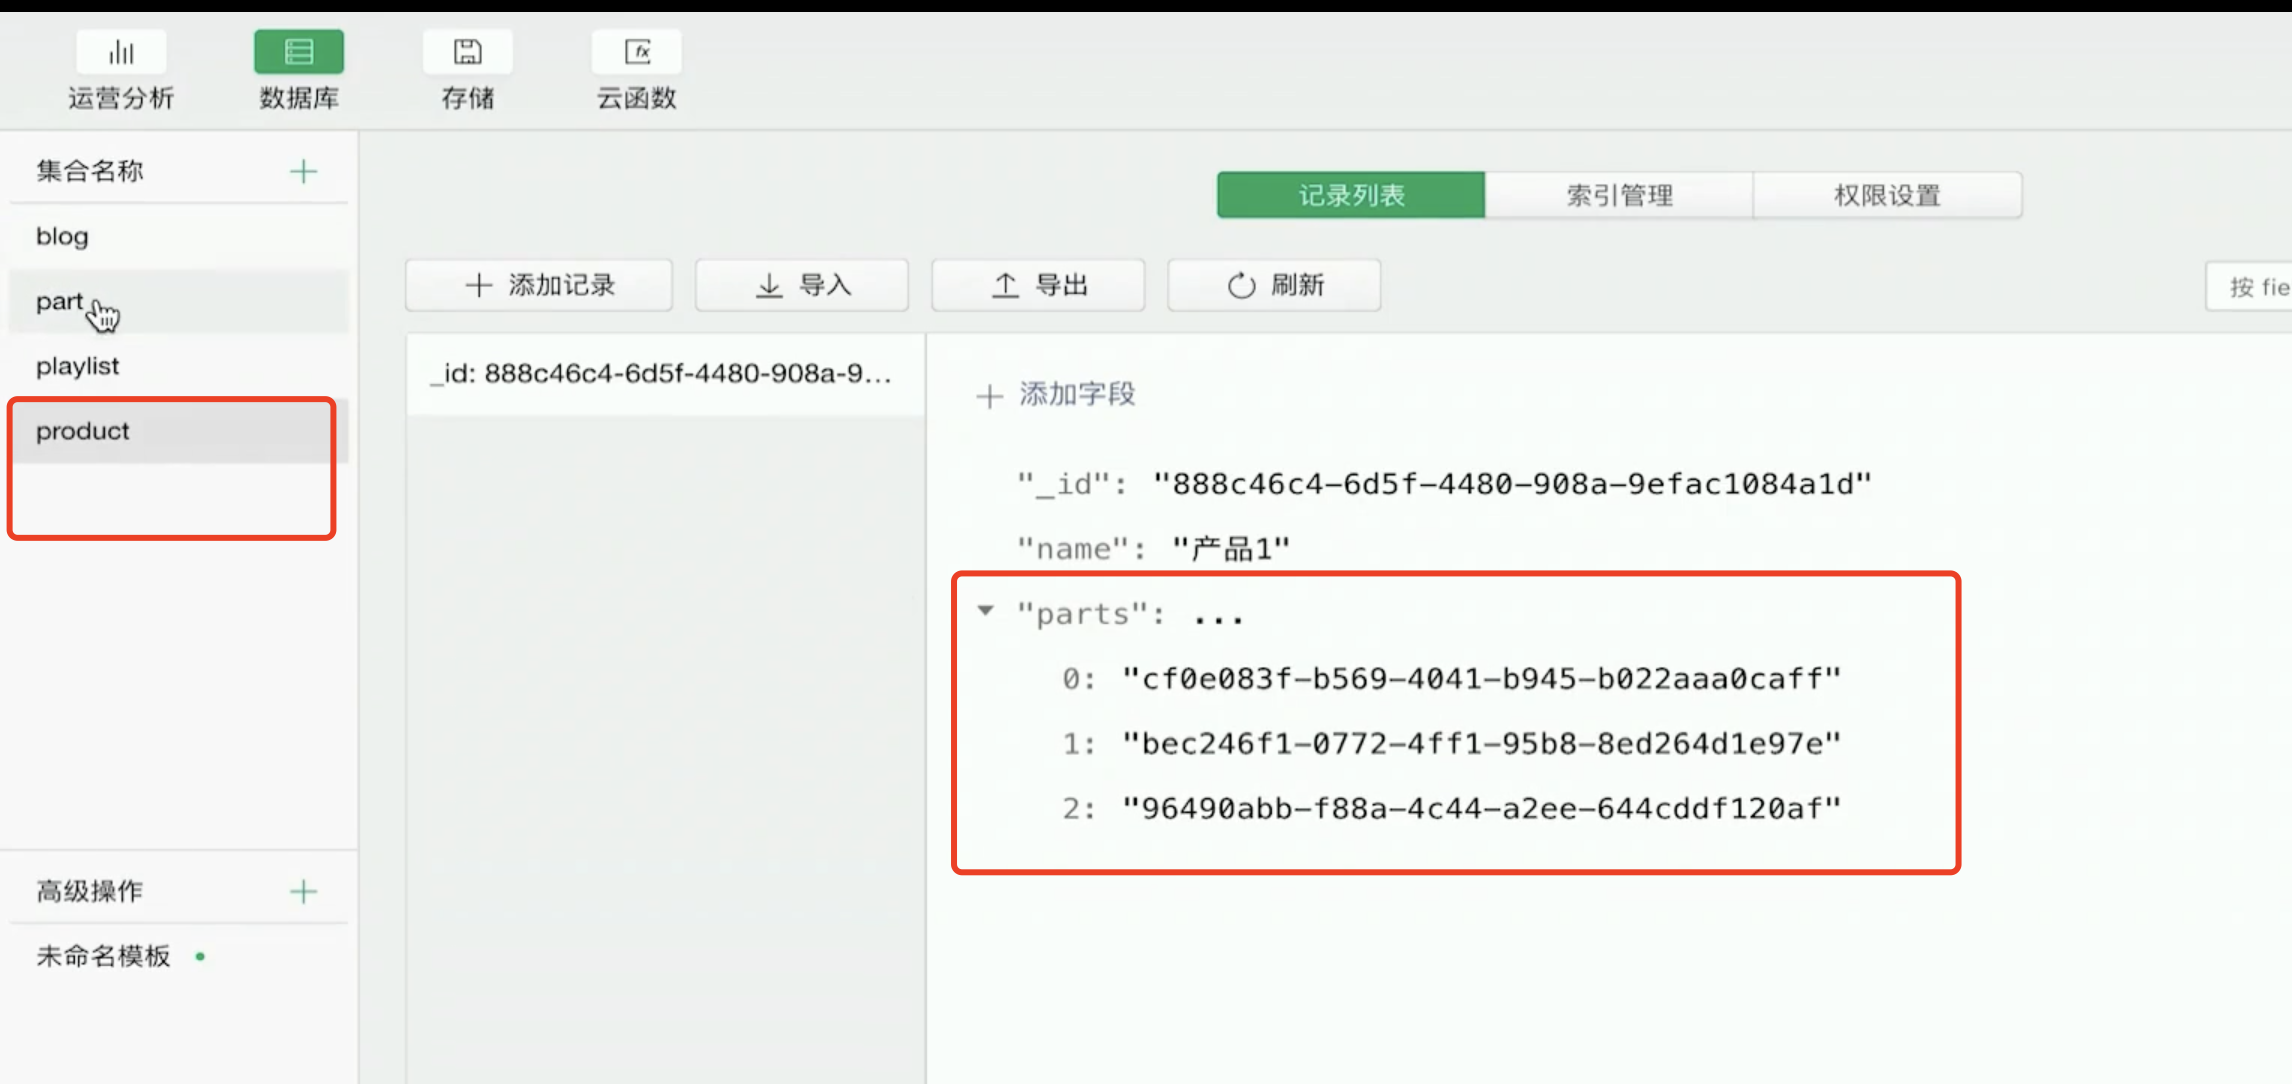 运营分析
数据库
存储
云函数
集合名称
blog
part
playlist
product
高级操作
未命名模板
记录列表
索引管理
权限设置
添加记录
导入
导出
刷新
按 fie
_id: 888c46c4-6d5f-4480-908a-9...
添加字段
"_id": "888c46c4-6d5f-4480-908a-9efac1084a1d"
"name": "产品1"
"parts": ...
0: "cf0e083f-b569-4041-b945-b022aaa0caff"
1: "bec246f1-0772-4ff1-95b8-8ed264d1e97e"
2: "96490abb-f88a-4c44-a2ee-644cddf120af"